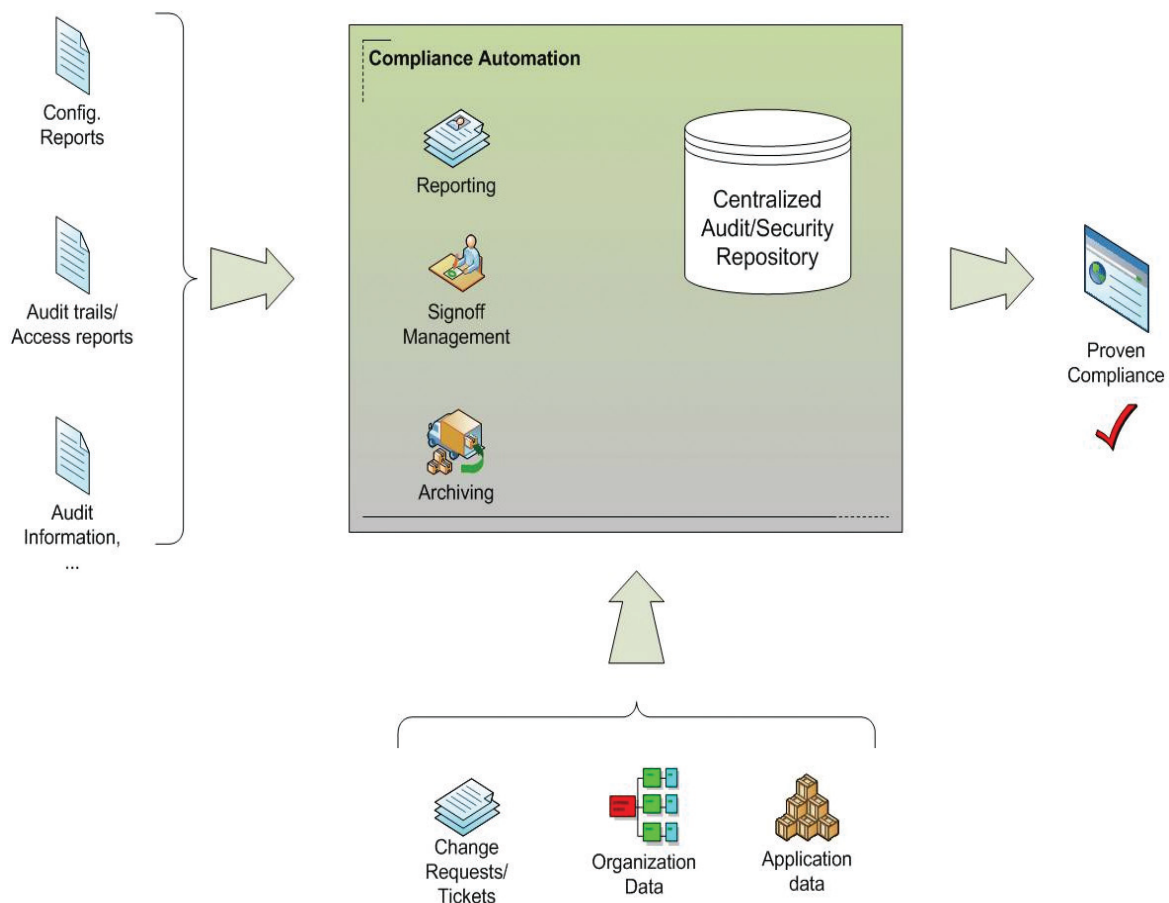 Config.
Reports
Audit trails/
Access reports
Audit
Information,
...
Compliance Automation
Reporting
Signoff
Management
Archiving
Centralized
Audit/Security
Repository
Proven
Compliance
Change
Requests/
Tickets
Organization
Data
Application
data